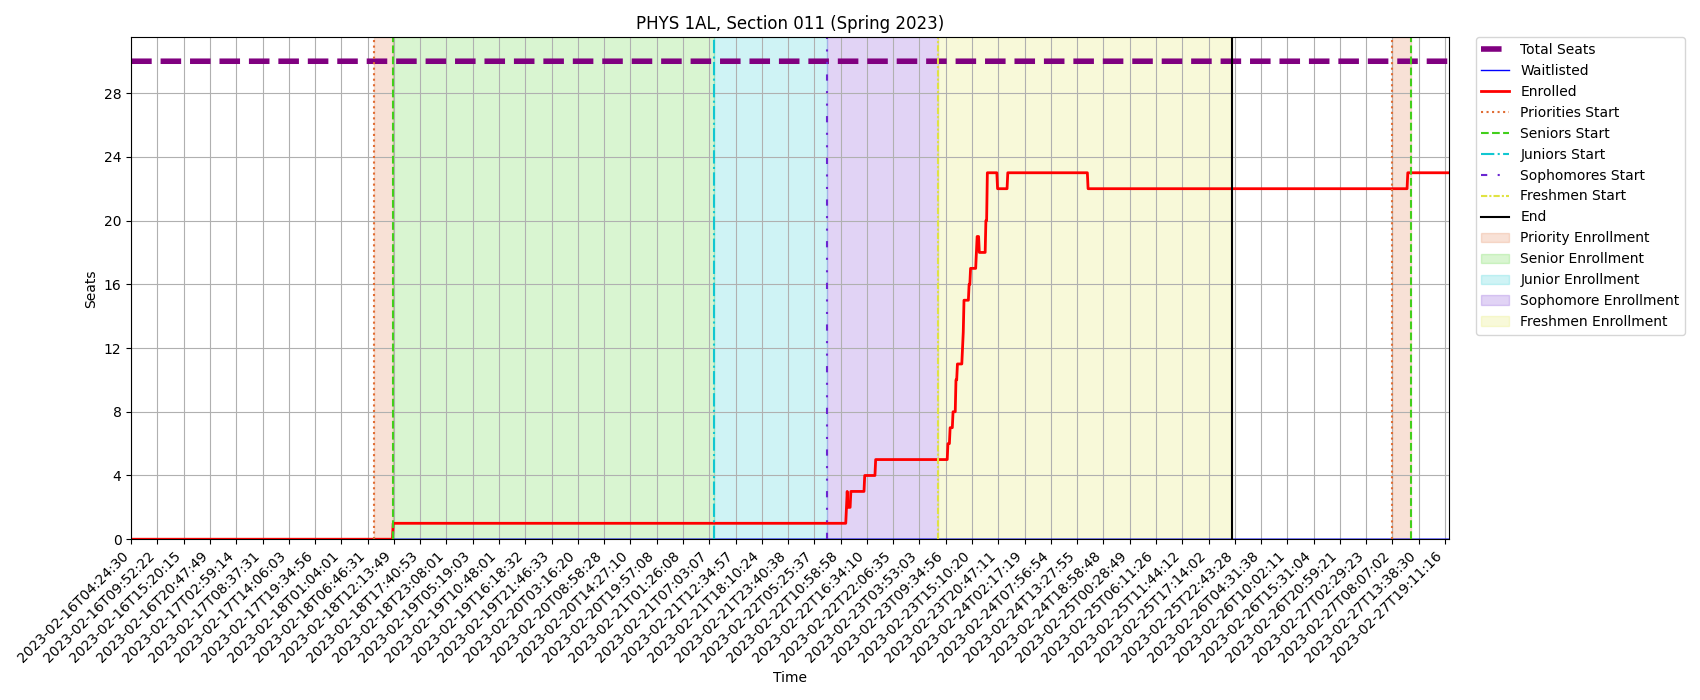 PHYS 1AL, Section 011 (Spring 2023)
Seats
28
24
20
16
12
8
4
0
2023-02-16T04:24:30
2023-02-16T09:52:22
2023-02-16T15:20:15
2023-02-16T20:47:49
2023-02-17T02:59:14
2023-02-17T08:37:31
2023-02-17T14:06:03
2023-02-17T19:34:56
2023-02-18T01:04:01
2023-02-18T06:46:31
2023-02-18T12:13:49
2023-02-18T17:40:53
2023-02-18T23:08:01
2023-02-19T05:19:03
2023-02-19T10:48:01
2023-02-19T16:18:32
2023-02-19T21:46:33
2023-02-20T03:16:20
2023-02-20T08:58:28
2023-02-20T14:27:10
2023-02-20T19:57:08
2023-02-21T01:26:08
2023-02-21T07:03:07
2023-02-21T12:34:57
2023-02-21T18:10:24
2023-02-21T23:40:38
2023-02-22T05:25:37
2023-02-22T10:58:58
2023-02-22T16:34:10
2023-02-22T22:06:35
2023-02-23T03:53:03
2023-02-23T09:34:56
2023-02-23T15:10:20
2023-02-23T20:47:11
2023-02-24T02:17:19
2023-02-24T07:56:54
2023-02-24T13:27:55
2023-02-24T18:58:48
2023-02-25T00:28:49
2023-02-25T06:11:26
2023-02-25T11:44:12
2023-02-25T17:14:02
2023-02-25T22:43:28
2023-02-26T04:31:38
2023-02-26T10:02:11
2023-02-26T15:31:04
2023-02-26T20:59:21
2023-02-27T02:29:23
2023-02-27T08:07:02
2023-02-27T13:38:30
2023-02-27T19:11:16
Time
Total Seats
Waitlisted
Enrolled
Priorities Start
Seniors Start
Juniors Start
Sophomores Start
Freshmen Start
End
Priority Enrollment
Senior Enrollment
Junior Enrollment
Sophomore Enrollment
Freshmen Enrollment